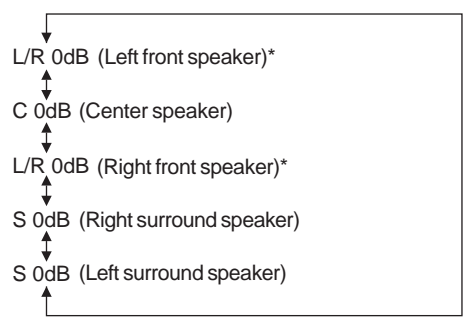 L/R 0dB (Left front speaker)*
C 0dB (Center speaker)
L/R 0dB (Right front speaker)*
S 0dB (Right surround speaker)
S 0dB (Left surround speaker)